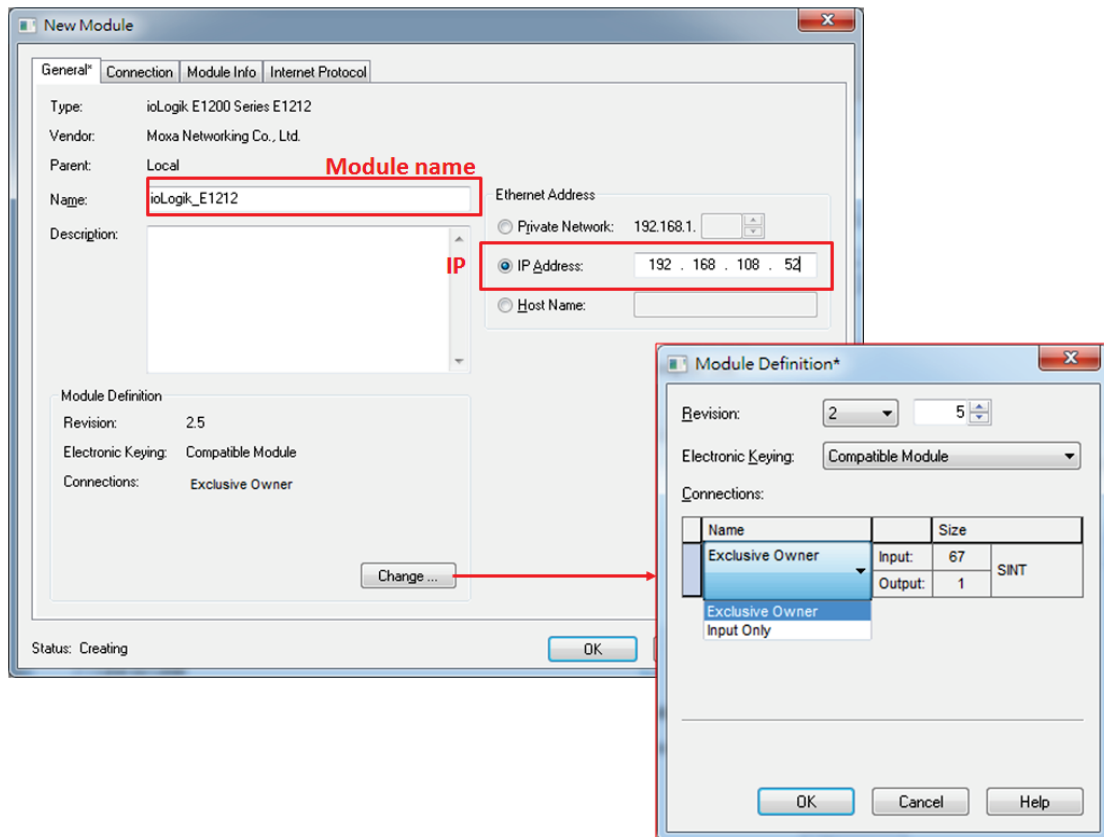 New Module
General* Connection Module Info Internet Protocol
Type: ioLogik E1200 Series E1212
Vendor: Moxa Networking Co., Ltd.
Parent: Local
Module name
Name: ioLogik_E1212
Description:
Ethernet Address
Private Network: 192.168.1.
IP
IP Address: 192 . 168 . 108 . 52
Host Name:
Module Definition
Revision: 2.5
Electronic Keying: Compatible Module
Connections: Exclusive Owner
Change ...
Status: Creating
OK
Module Definition*
Revision: 2 5
Electronic Keying: Compatible Module
Connections:
Name Size
Exclusive Owner Input: 67 SINT
Output: 1
Exclusive Owner
Input Only
OK Cancel Help